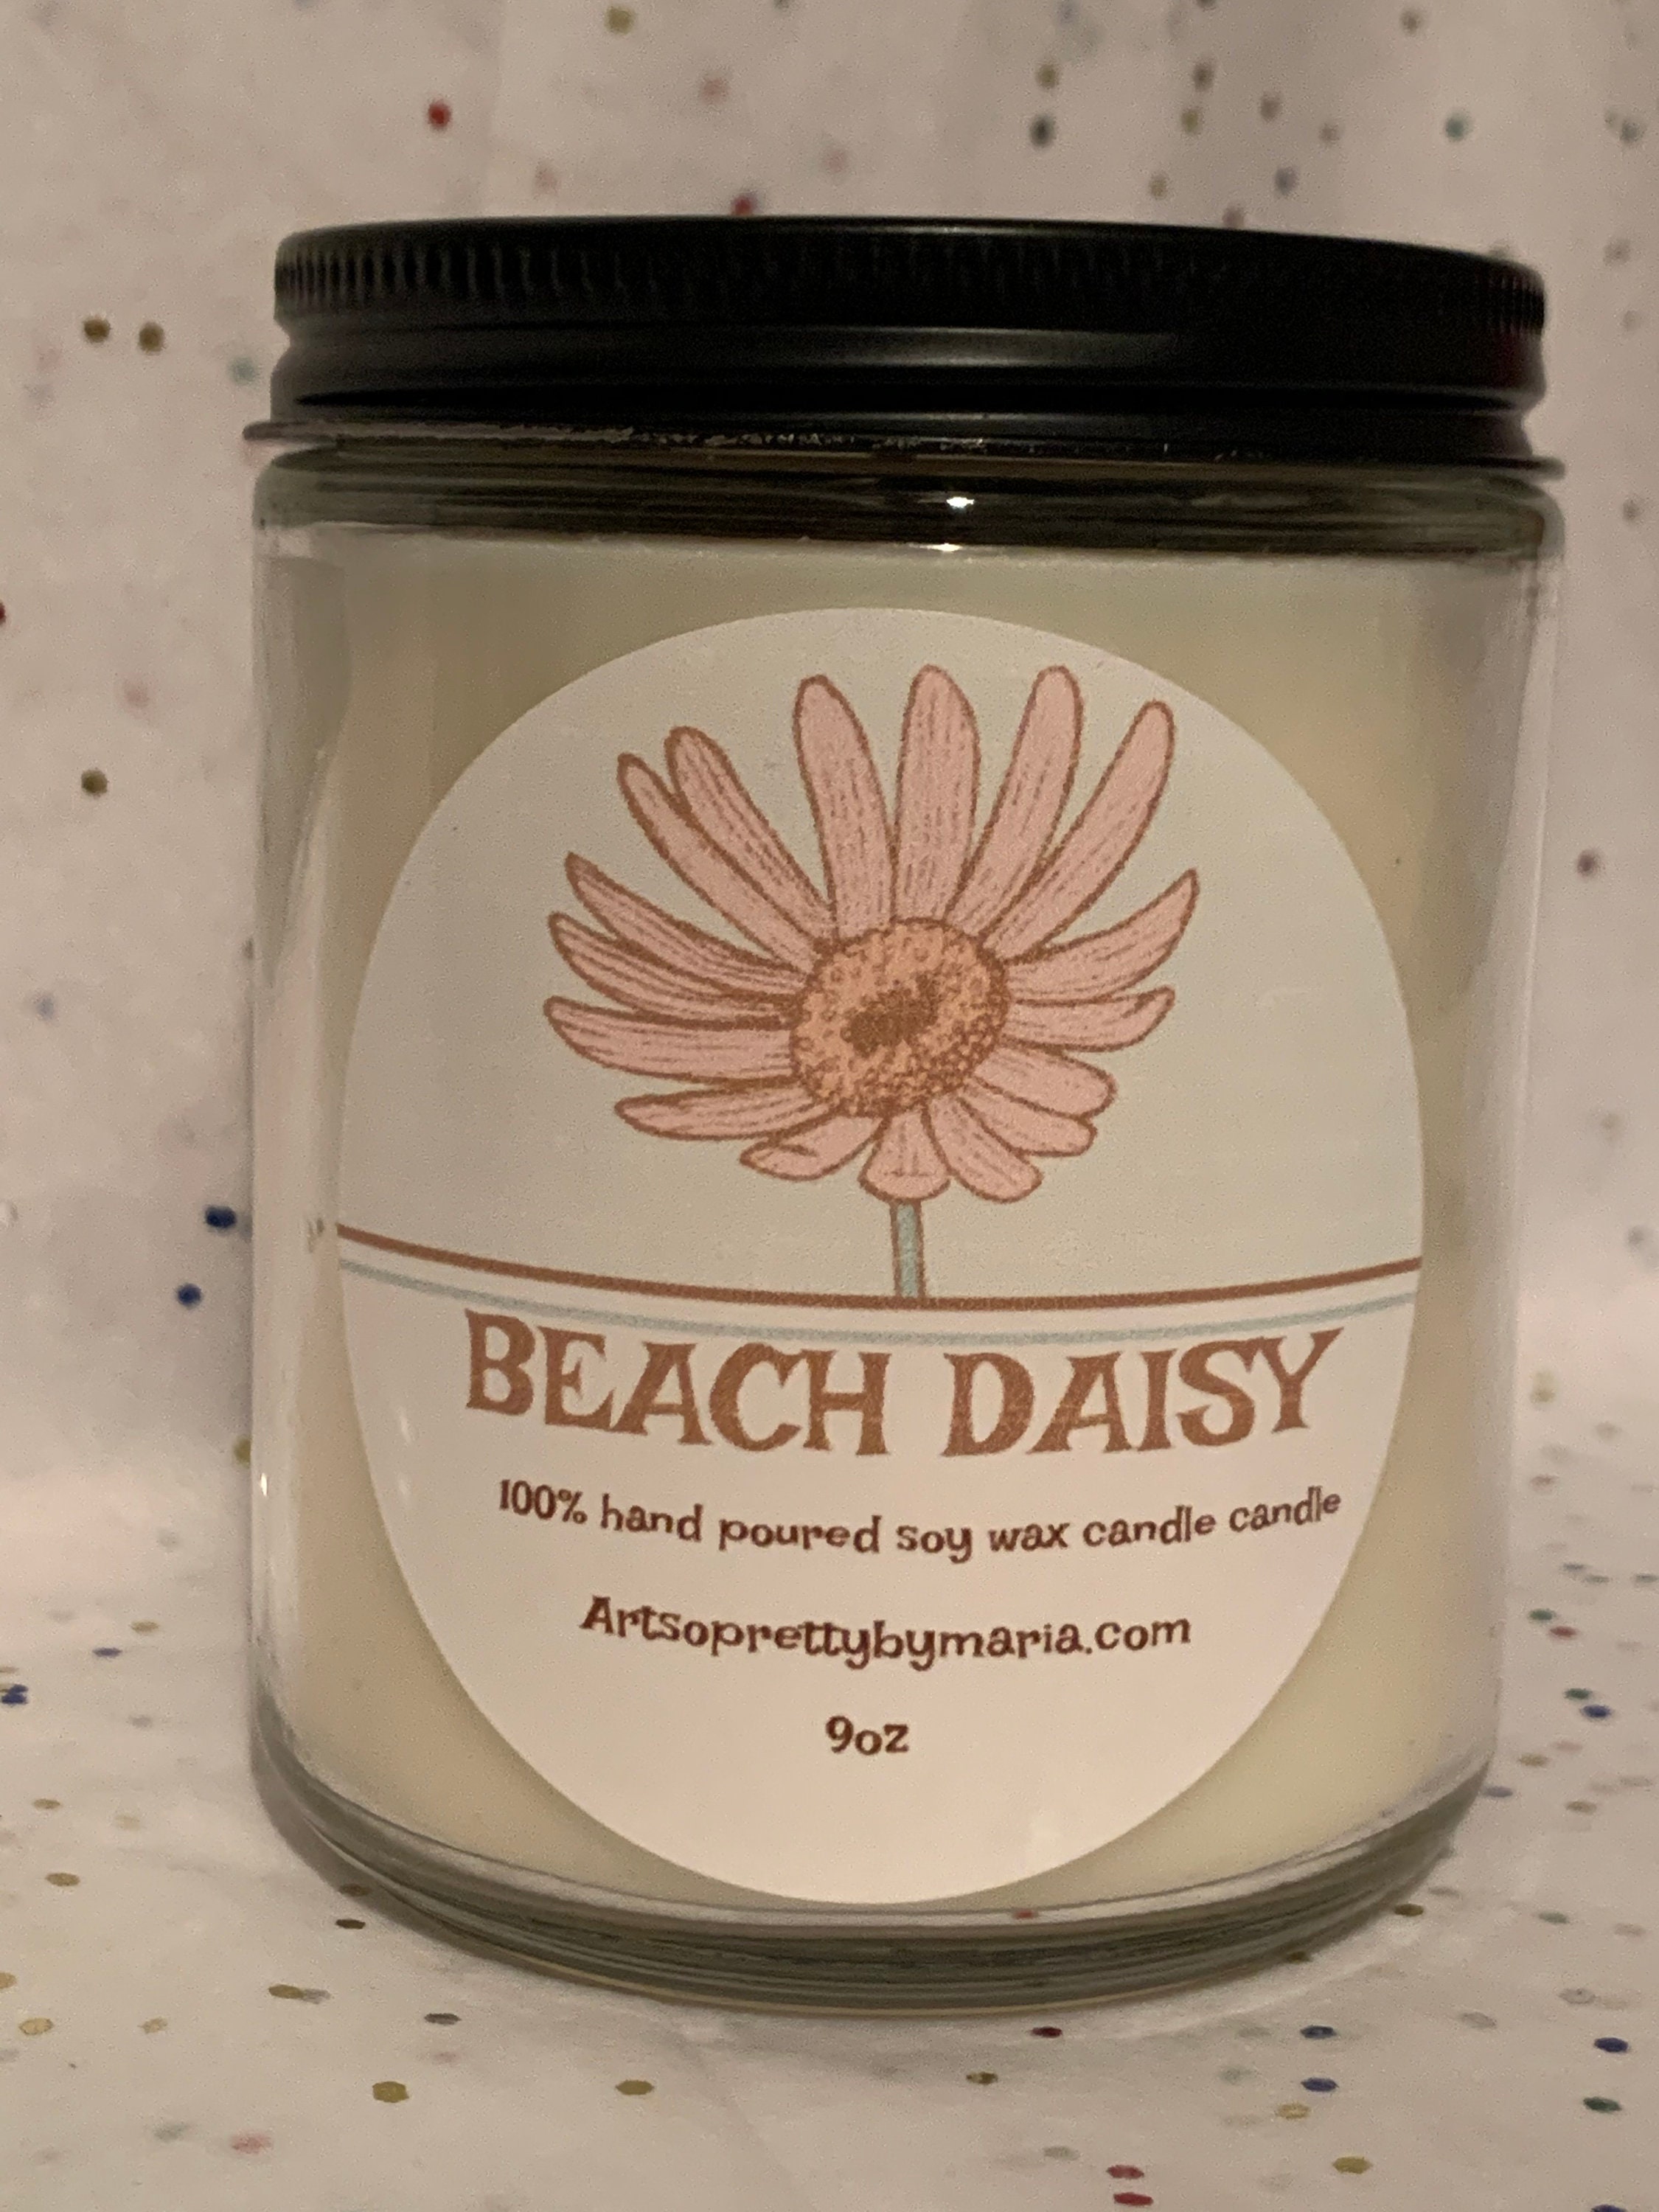 BEACH DAISY
100% hand poured soy wax candle candle
Artsoprettybymaria.com
9oz